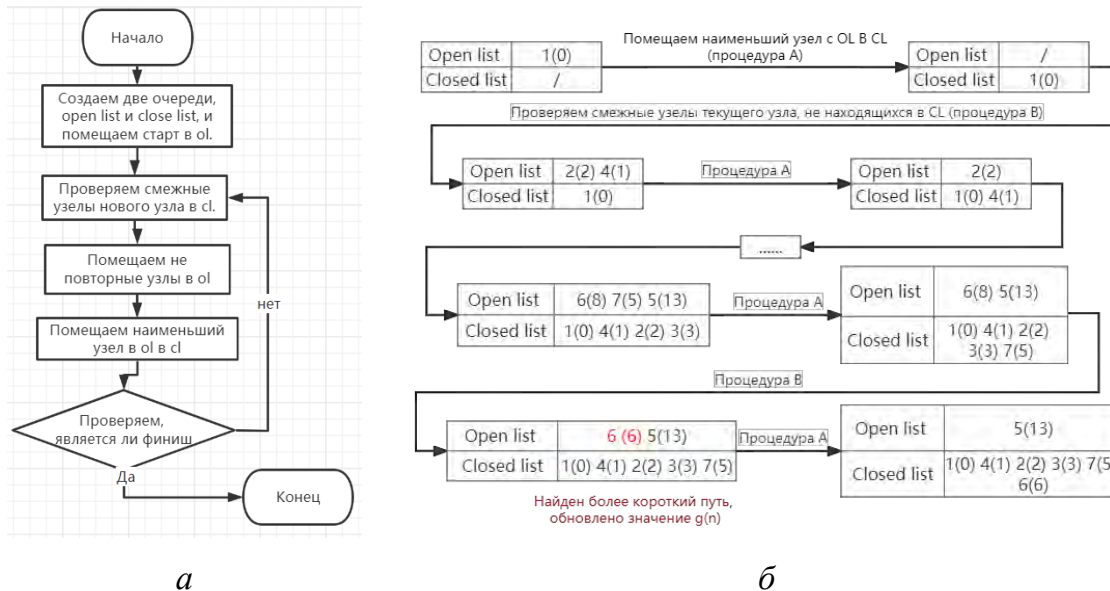 Начало
Создаем две очереди,
open list и close list, и
помещаем старт в ol.
Проверяем смежные
узелы нового узла в cl.
Помещаем не
повторные узлы в ol
нет
Помещаем наименьший
узел в ol в cl
Проверяем,
является ли финиш
Да
Конец
а
Open list 1(0)
Closed list /
Помещаем наименьший узел с OL В CL
(процедура А)
Open list /
Closed list 1(0)
Проверяем смежные узелы текущего узла, не находящихся в CL (процедура В)
Open list 2(2) 4(1)
Closed list 1(0)
Процедура А
Open list 2(2)
Closed list 1(0) 4(1)
......
Open list 6(8) 7(5) 5(13)
Closed list 1(0) 4(1) 2(2) 3(3)
Процедура А
Open list 6(8) 5(13)
Closed list 1(0) 4(1) 2(2)
3(3) 7(5)
Процедура В
Open list 6 (6) 5(13)
Closed list 1(0) 4(1) 2(2) 3(3) 7(5)
Процедура А
Open list 5(13)
Closed list 1(0) 4(1) 2(2) 3(3) 7(5)
6(6)
Найден более короткий путь,
обновлено значение g(n)
б